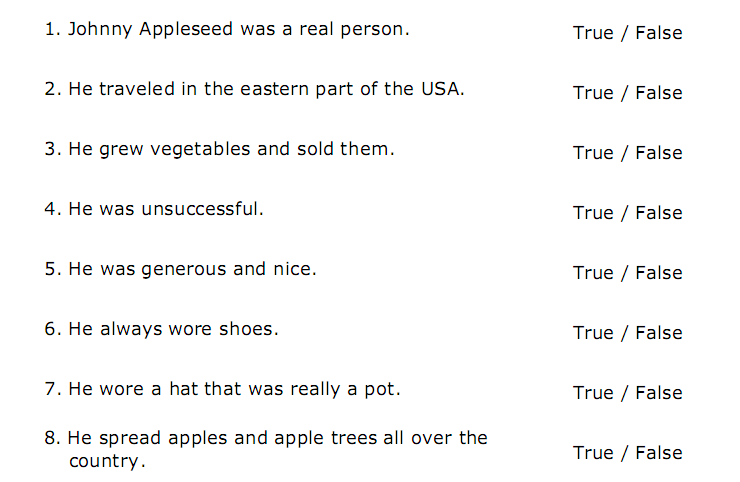 1. Johnny Appleseed was a real person. True / False
2. He traveled in the eastern part of the USA. True / False
3. He grew vegetables and sold them. True / False
4. He was unsuccessful. True / False
5. He was generous and nice. True / False
6. He always wore shoes. True / False
7. He wore a hat that was really a pot. True / False
8. He spread apples and apple trees all over the
country. True / False